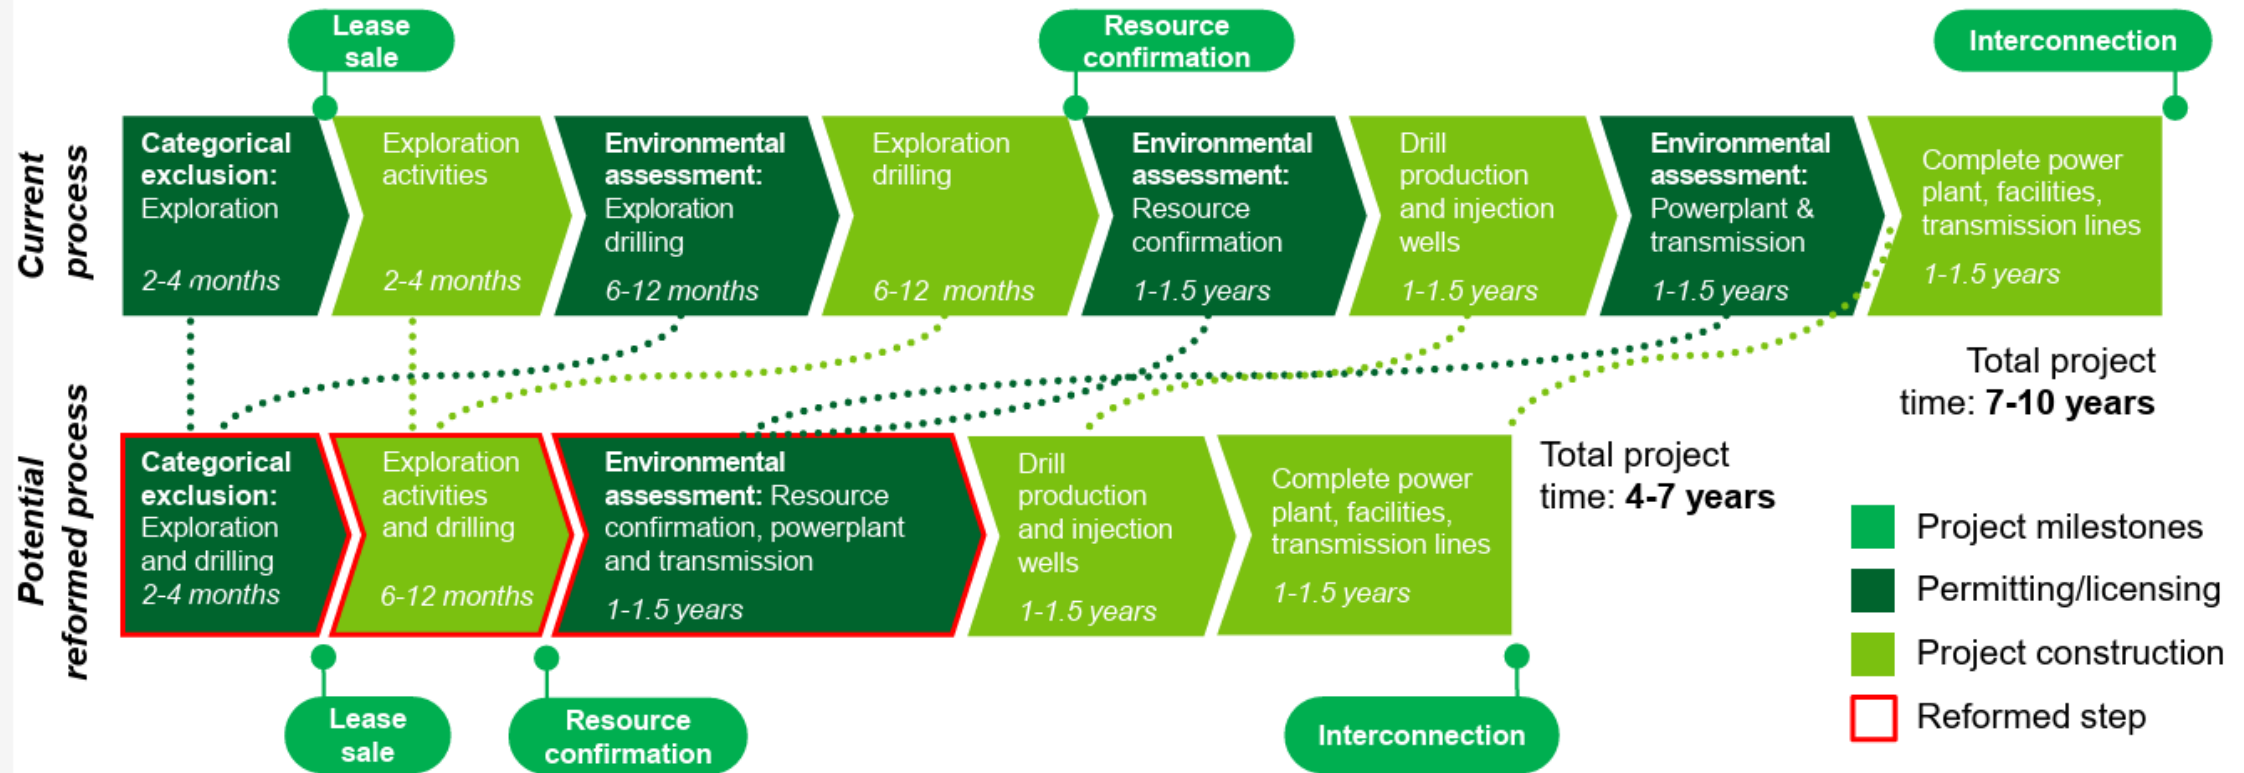 Lease
sale
Resource
confirmation
Interconnection
Current
process
Categorical
exclusion:
Exploration
2-4 months
Exploration
activities
2-4 months
Environmental
assessment:
Exploration
drilling
6-12 months
Exploration
drilling
6-12 months
Environmental
assessment:
Resource
confirmation
1-1.5 years
Drill
production
and injection
wells
1-1.5 years
Environmental
assessment:
Powerplant &
transmission
1-1.5 years
Complete power
plant, facilities,
transmission lines
1-1.5 years
Total project
time: 7-10 years
Potential
reformed process
Categorical
exclusion:
Exploration
and drilling
2-4 months
Exploration
activities
and drilling
6-12 months
Environmental
assessment: Resource
confirmation, powerplant
and transmission
1-1.5 years
Drill
production
and injection
wells
1-1.5 years
Complete power
plant, facilities,
transmission lines
1-1.5 years
Total project
time: 4-7 years
Lease
sale
Resource
confirmation
Interconnection
Project milestones
Permitting/licensing
Project construction
Reformed step